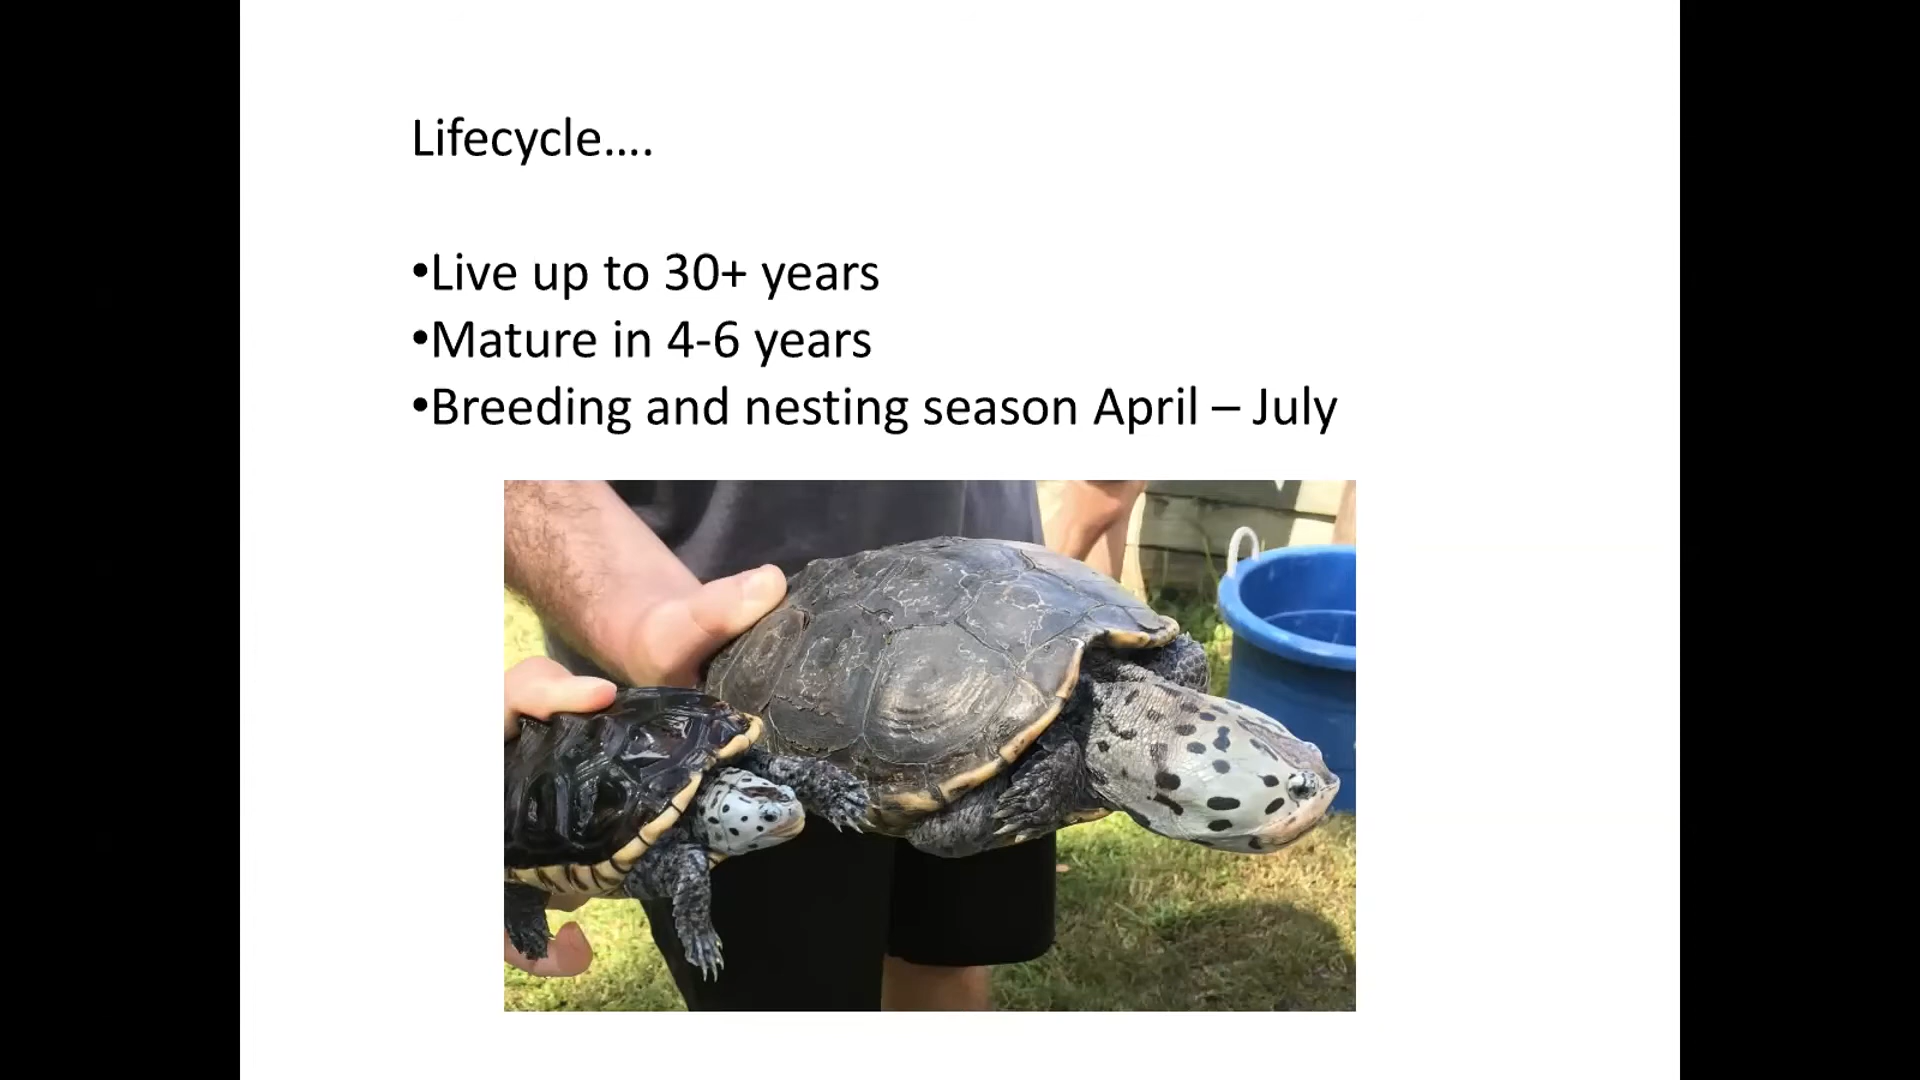 Lifecycle....
•Live up to 30+ years
•Mature in 4-6 years
•Breeding and nesting season April – July